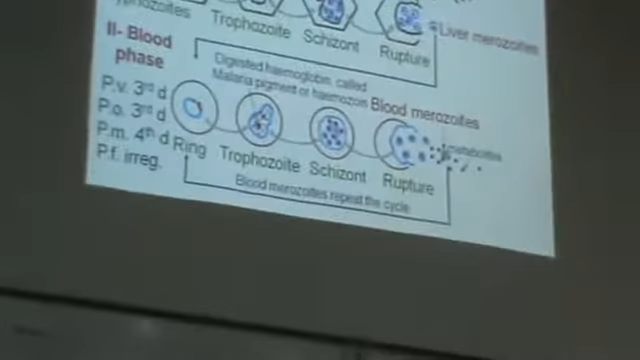 Trophozoite Schizont Rupture Liver merozoites
II- Blood
phase
Digested haemoglobin called
Malaria pigment or haemozoin Blood merozoites
P.v. 3rd d
P.o. 3rd d
P.m. 4th d
P.f. irreg.
Ring Trophozoite Schizont Rupture
metabolites
Blood merozoites repeat the cycle